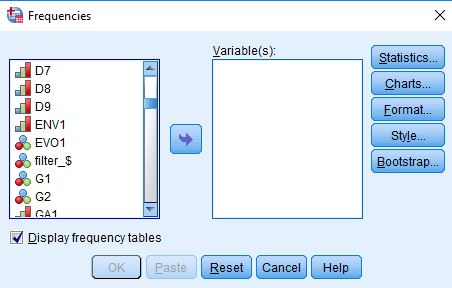 Frequencies
Variable(s):
D7
D8
D9
ENV1
EVO1
filter_$
G1
G2
GA1
Statistics...
Charts...
Format...
Style...
Bootstrap...
Display frequency tables
OK
Paste
Reset
Cancel
Help